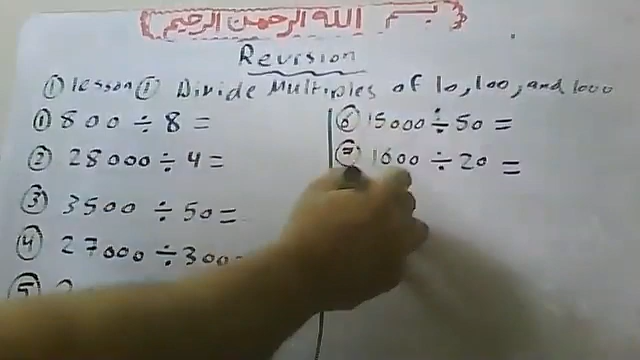 بسم الله الرحمن الرحيم
Revision
① lesson ① Divide Multiples of 10, 100, and 1000
① 800 ÷ 8 =
② 28000 ÷ 4 =
③ 3500 ÷ 50 =
④ 27000 ÷ 300
⑤
⑥ 15000 ÷ 50 =
⑦ 1600 ÷ 20 =